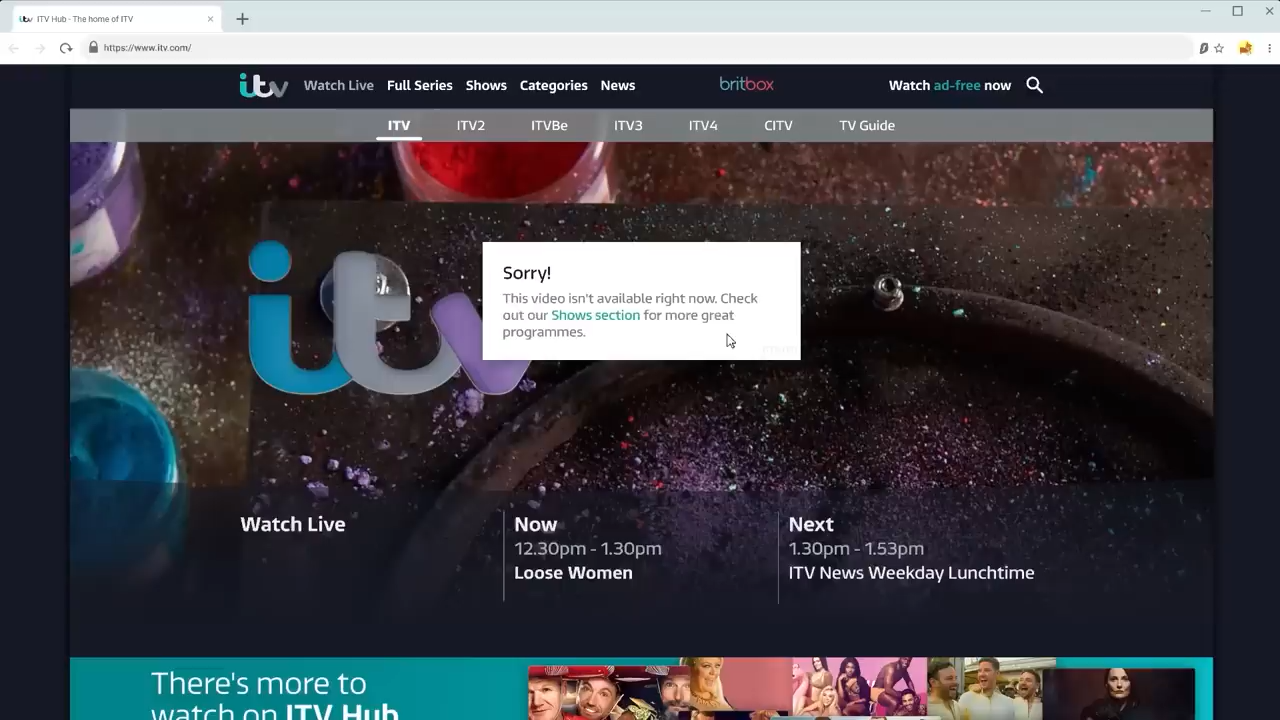 itv ITV Hub - The home of ITV
https://www.itv.com/
itv Watch Live Full Series Shows Categories News britbox Watch ad-free now
ITV ITV2 ITVBe ITV3 ITV4 CITV TV Guide
itv
Sorry!
This video isn't available right now. Check
out our Shows section for more great
programmes.
Watch Live
Now
12.30pm - 1.30pm
Loose Women
Next
1.30pm - 1.53pm
ITV News Weekday Lunchtime
There's more to
watch on ITV Hub